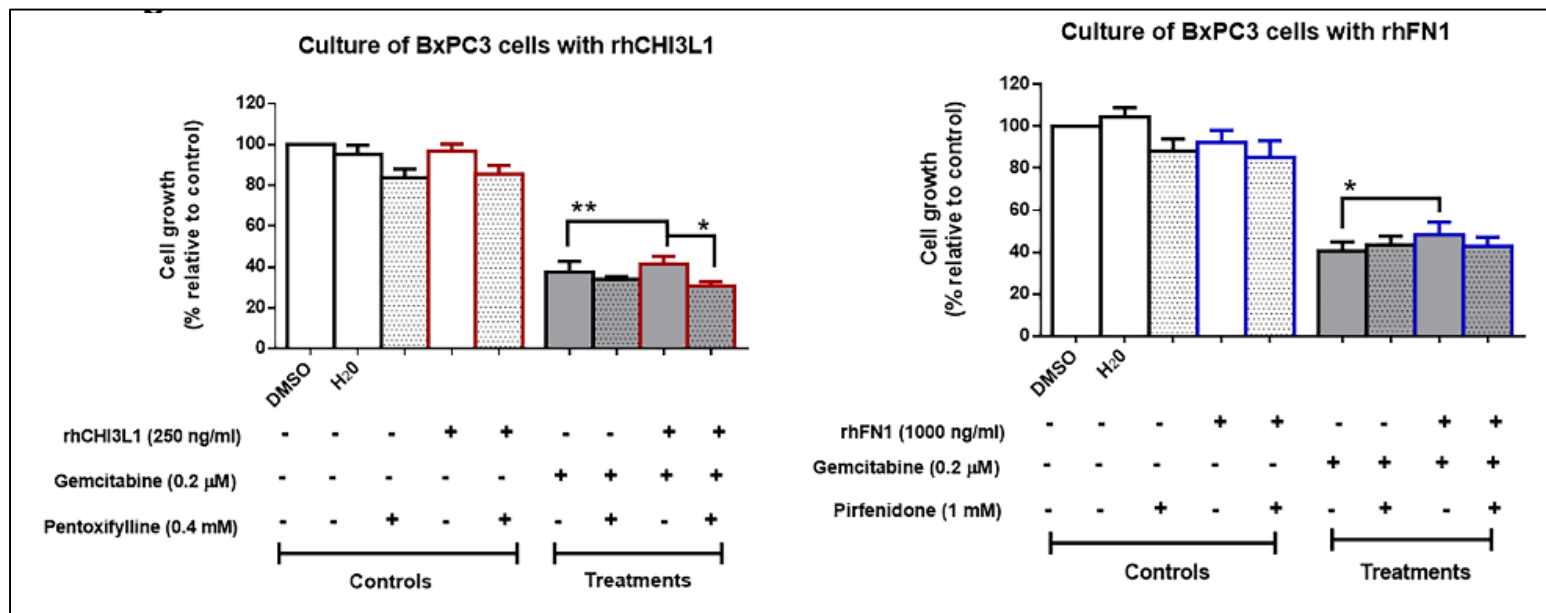 Culture of BxPC3 cells with rhCHI3L1
Cell growth
(% relative to control)
120
100
80
60
40
20
0
**
*
DMSO
H20
rhCHI3L1 (250 ng/ml) - - - + + - - + +
Gemcitabine (0.2 µM) - - - - - + + + +
Pentoxifylline (0.4 mM) - - + - + - + - +
Controls
Treatments
Culture of BxPC3 cells with rhFN1
Cell growth
(% relative to control)
120
100
80
60
40
20
0
*
DMSO
H20
rhFN1 (1000 ng/ml) - - - + + - - + +
Gemcitabine (0.2 µM) - - - - - + + + +
Pirfenidone (1 mM) - - + - + - + - +
Controls
Treatments